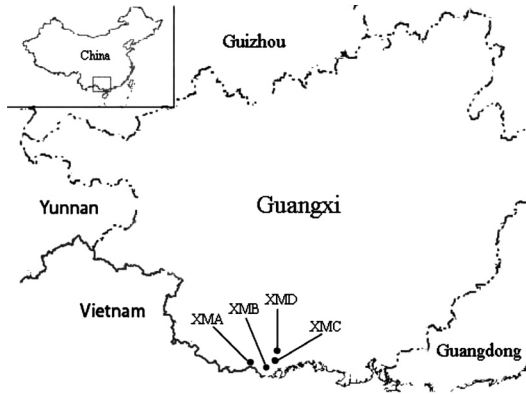 China
Guizhou
Yunnan
Guangxi
Vietnam
XMA
XMB
XMD
XMC
Guangdong